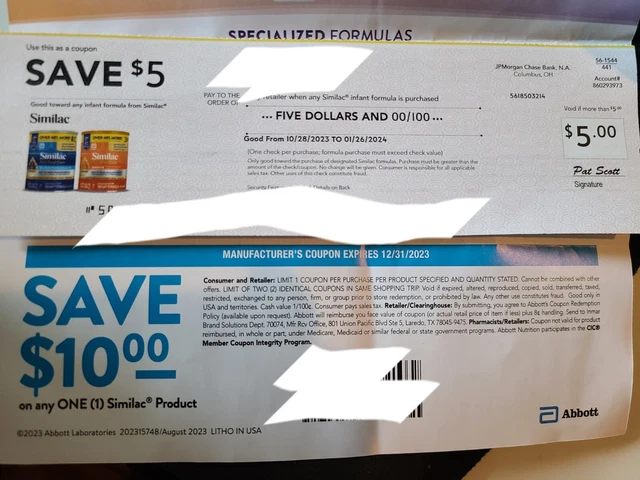 SPECIALIZED FORMULAS
Use this as a coupon
SAVE $5
Good toward any infant formula from Similac®
Similac
Similac
Similac
PAY TO THE
ORDER
retailer when any Similac® infant formula is purchased
... FIVE DOLLARS AND 00/100 ...
Good From 10/28/2023 TO 01/26/2024
(One check per purchase; formula purchase must exceed check value)
Only good toward the purchase of designated Similac formulas. Purchase must be greater than the
amount of the check/coupon. No change will be given. Consumer is responsible for all applicable
sales tax. Other uses of this check constitute fraud.
Details on Back
JPMorgan Chase Bank, N.A.
Columbus, OH
5618503214
56-1544
441
Account#
860293973
Void if more than $5.00
$5.00
Pat Scott
Signature
MANUFACTURER'S COUPON EXPIRES 12/31/2023
SAVE
$10.00
on any ONE (1) Similac® Product
Consumer and Retailer: LIMIT 1 COUPON PER PURCHASE PER PRODUCT SPECIFIED AND QUANTITY STATED. Cannot be combined with other
offers. LIMIT OF TWO (2) IDENTICAL COUPONS IN SAME SHOPPING TRIP. Void if expired, altered, reproduced, copied, sold, transferred, taxed,
restricted, exchanged to any person, firm, or group prior to store redemption, or prohibited by law. Any other use constitutes fraud. Good only in
USA and territories. Cash value 1/100¢. Consumer pays sales tax. Retailer/Clearinghouse: By submitting, you agree to Abbott's Coupon Redemption
Policy (available upon request). Abbott will reimburse you face value of coupon (or actual retail price of item if less) plus 8¢ handling. Send to Inmar
Brand Solutions Dept. 70074, Mfr Rcv Office, 801 Union Pacific Blvd Ste 5, Laredo, TX 78045-9475. Pharmacists/Retailers: Coupon not valid for product
reimbursed, in whole or part, under Medicare, Medicaid or similar federal or state government programs. Abbott Nutrition participates in the CIC®
Member Coupon Integrity Program.
Abbott
©2023 Abbott Laboratories 202315748/August 2023 LITHO IN USA